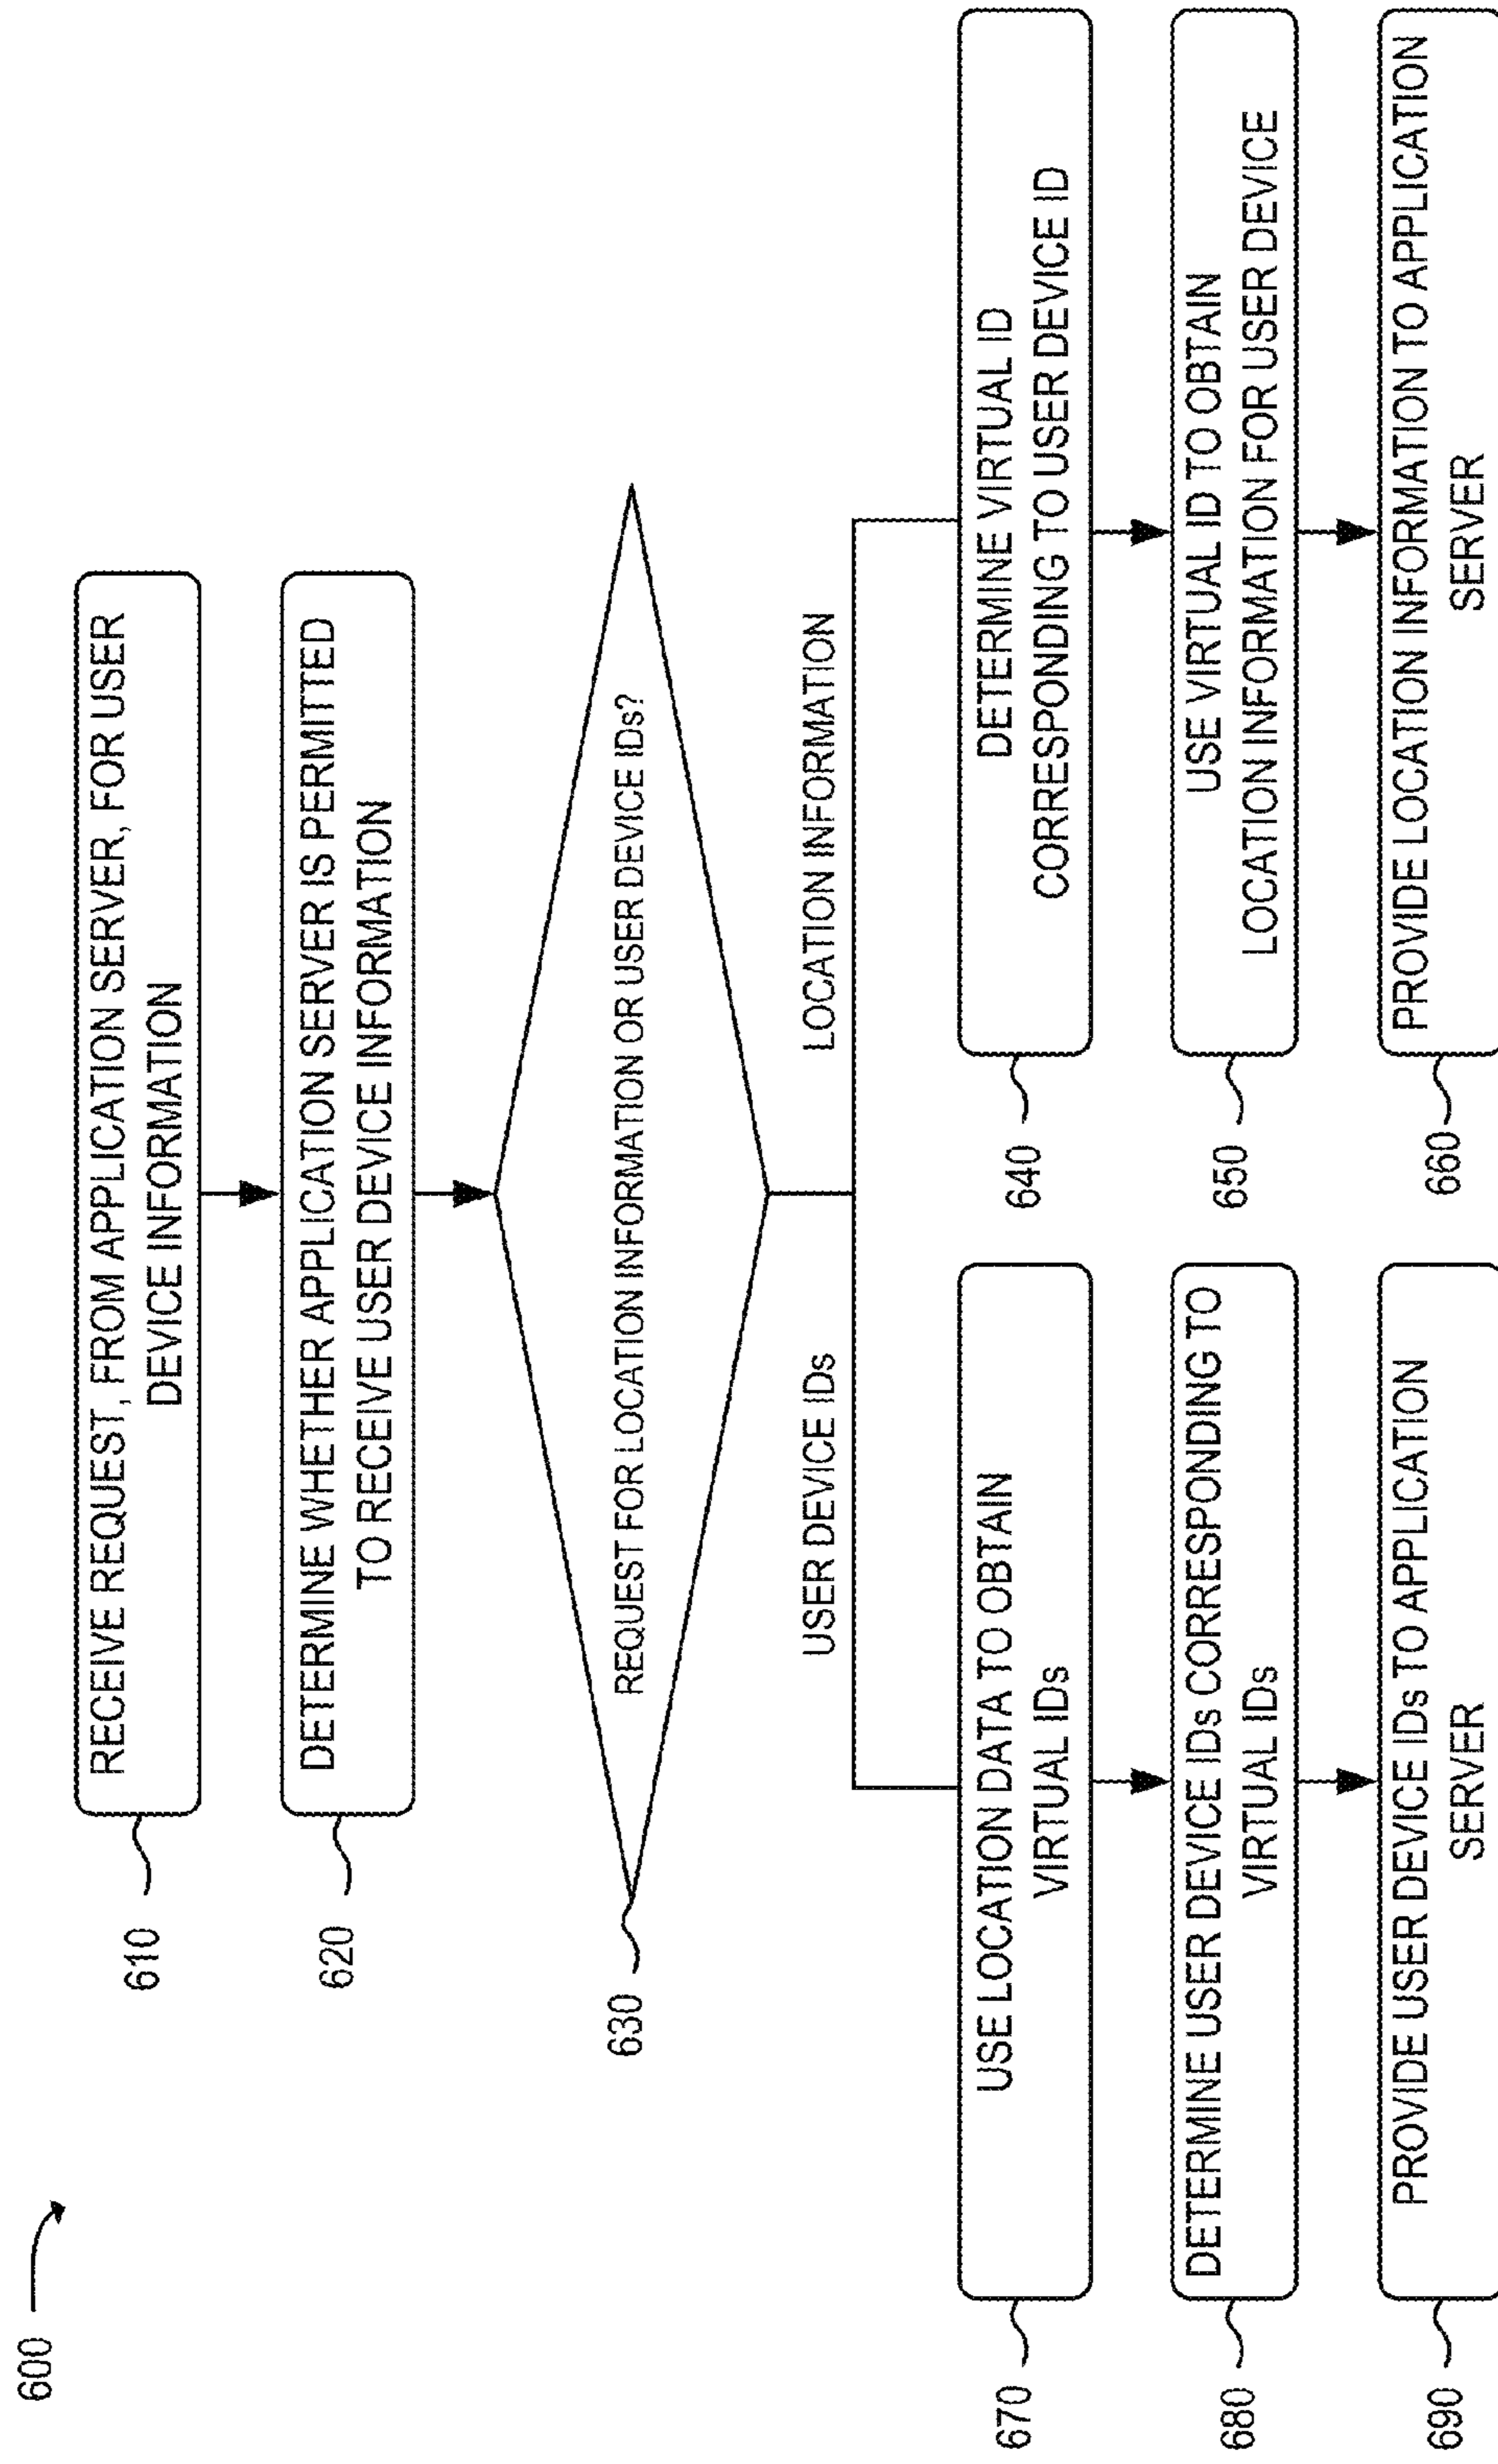 600
610
RECEIVE REQUEST, FROM APPLICATION SERVER, FOR USER
DEVICE INFORMATION
620
DETERMINE WHETHER APPLICATION SERVER IS PERMITTED
TO RECEIVE USER DEVICE INFORMATION
630
REQUEST FOR LOCATION INFORMATION OR USER DEVICE IDs?
USER DEVICE IDs
LOCATION INFORMATION
670
USE LOCATION DATA TO OBTAIN
VIRTUAL IDs
680
DETERMINE USER DEVICE IDs CORRESPONDING TO
VIRTUAL IDs
690
PROVIDE USER DEVICE IDs TO APPLICATION
SERVER
640
DETERMINE VIRTUAL ID
CORRESPONDING TO USER DEVICE ID
650
USE VIRTUAL ID TO OBTAIN
LOCATION INFORMATION FOR USER DEVICE
660
PROVIDE LOCATION INFORMATION TO APPLICATION
SERVER